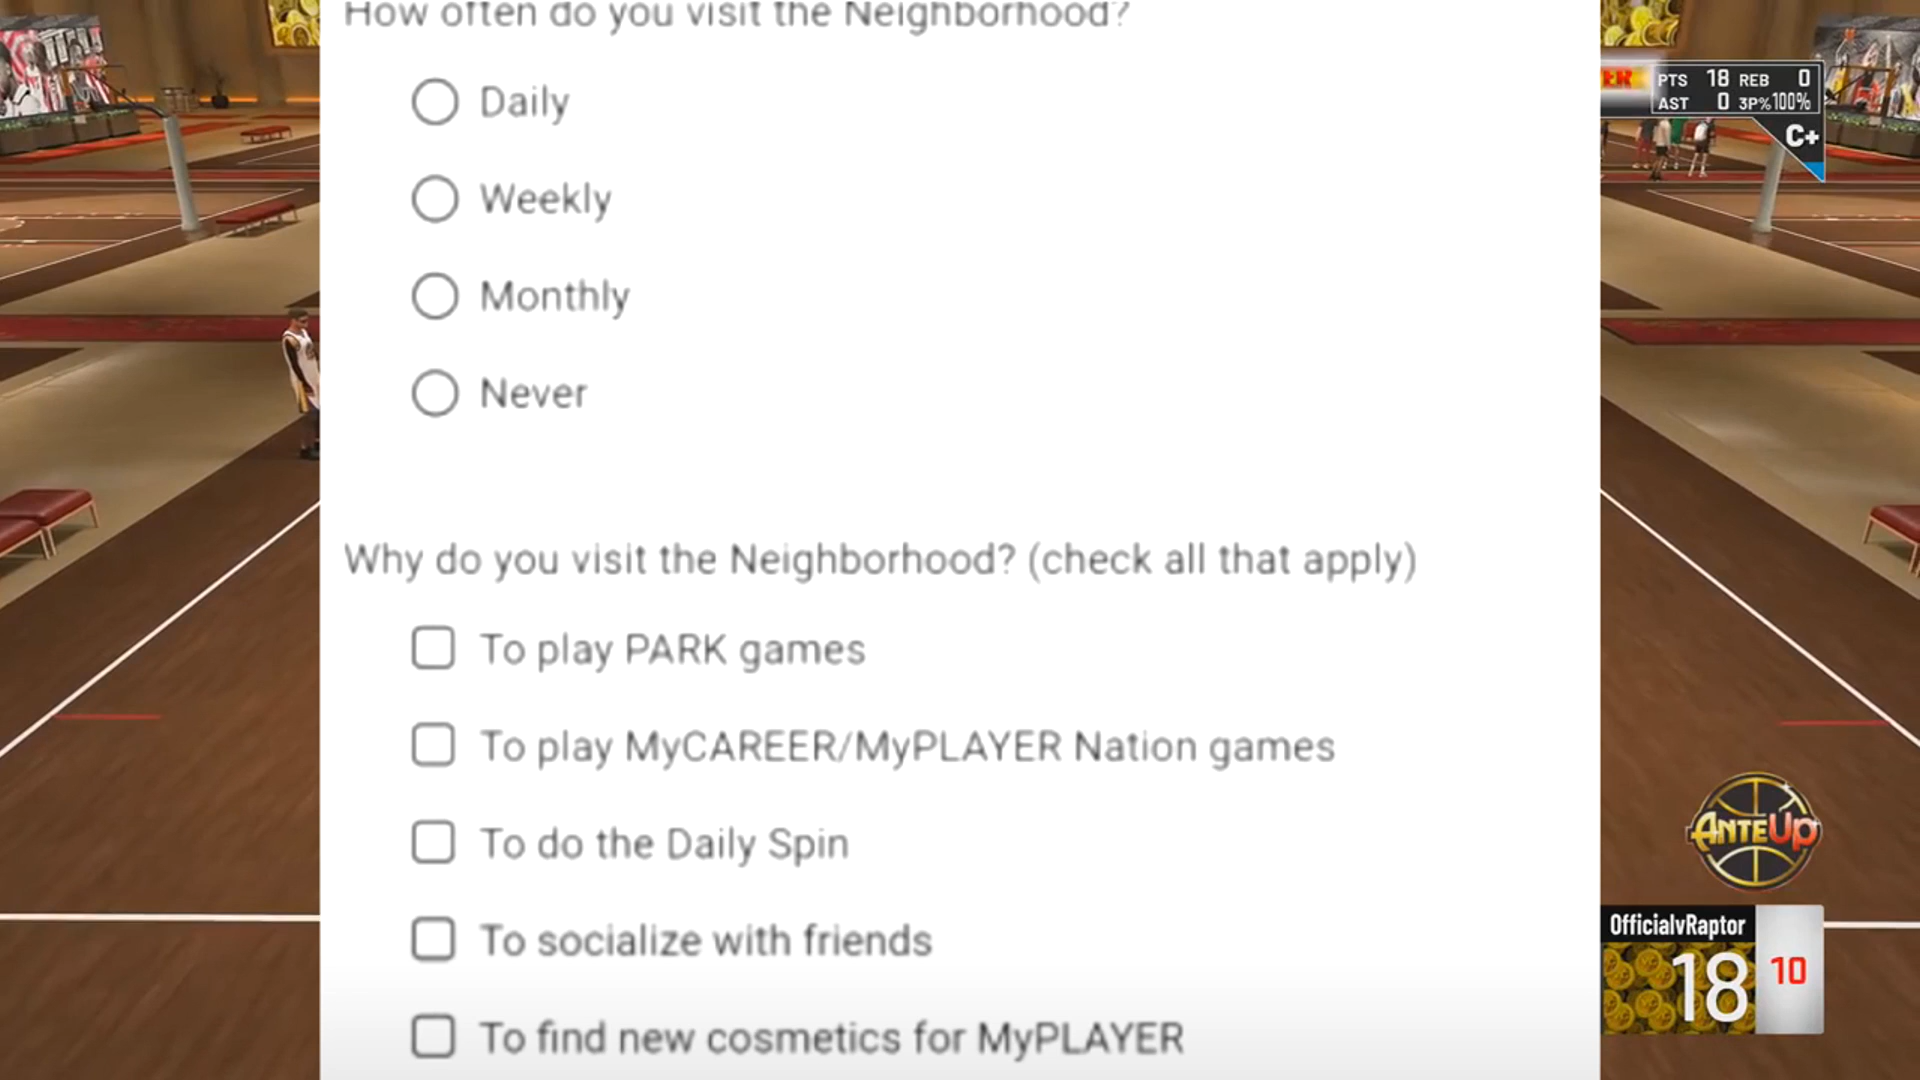 How often do you visit the Neighborhood?
Daily
Weekly
Monthly
Never
Why do you visit the Neighborhood? (check all that apply)
To play PARK games
To play MyCAREER/MyPLAYER Nation games
To do the Daily Spin
To socialize with friends
To find new cosmetics for MyPLAYER
ER
PTS 18 REB 0
AST 0 3P% 100%
C+
ANTEUP
OfficialvRaptor
18 10